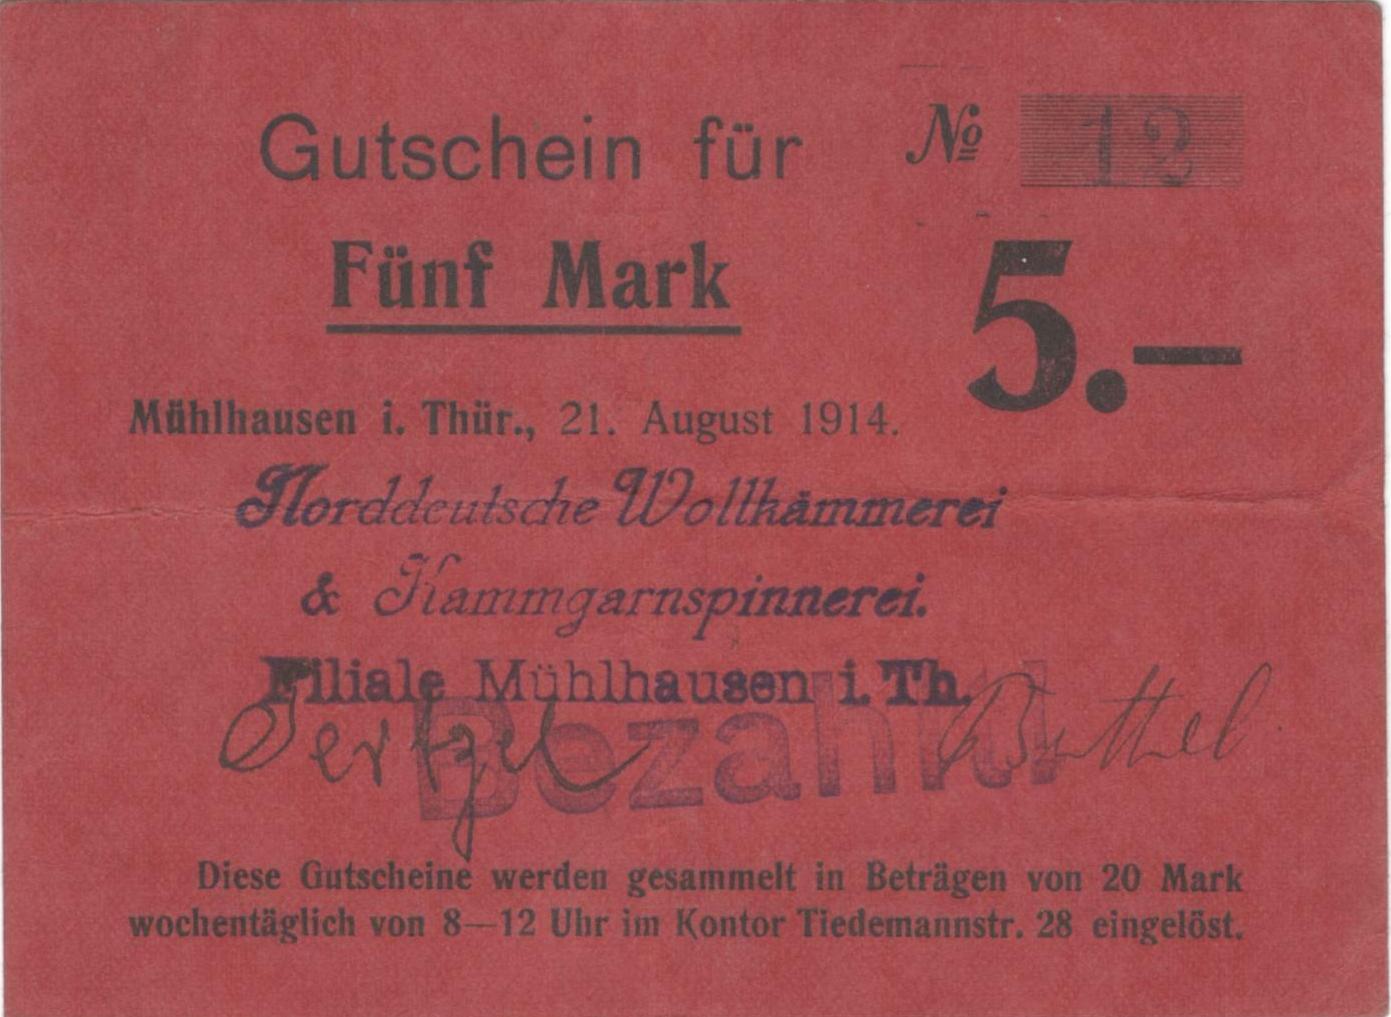 Gutschein für
№ 12
Fünf Mark
5.—
Mühlhausen i. Thür., 21. August 1914.
Norddeutsche Wollkämmerei
& Kammgarnspinnerei.
Filiale Mühlhausen i. Th.
Bezahlt
Diese Gutscheine werden gesammelt in Beträgen von 20 Mark
wochentäglich von 8—12 Uhr im Kontor Tiedemannstr. 28 eingelöst.